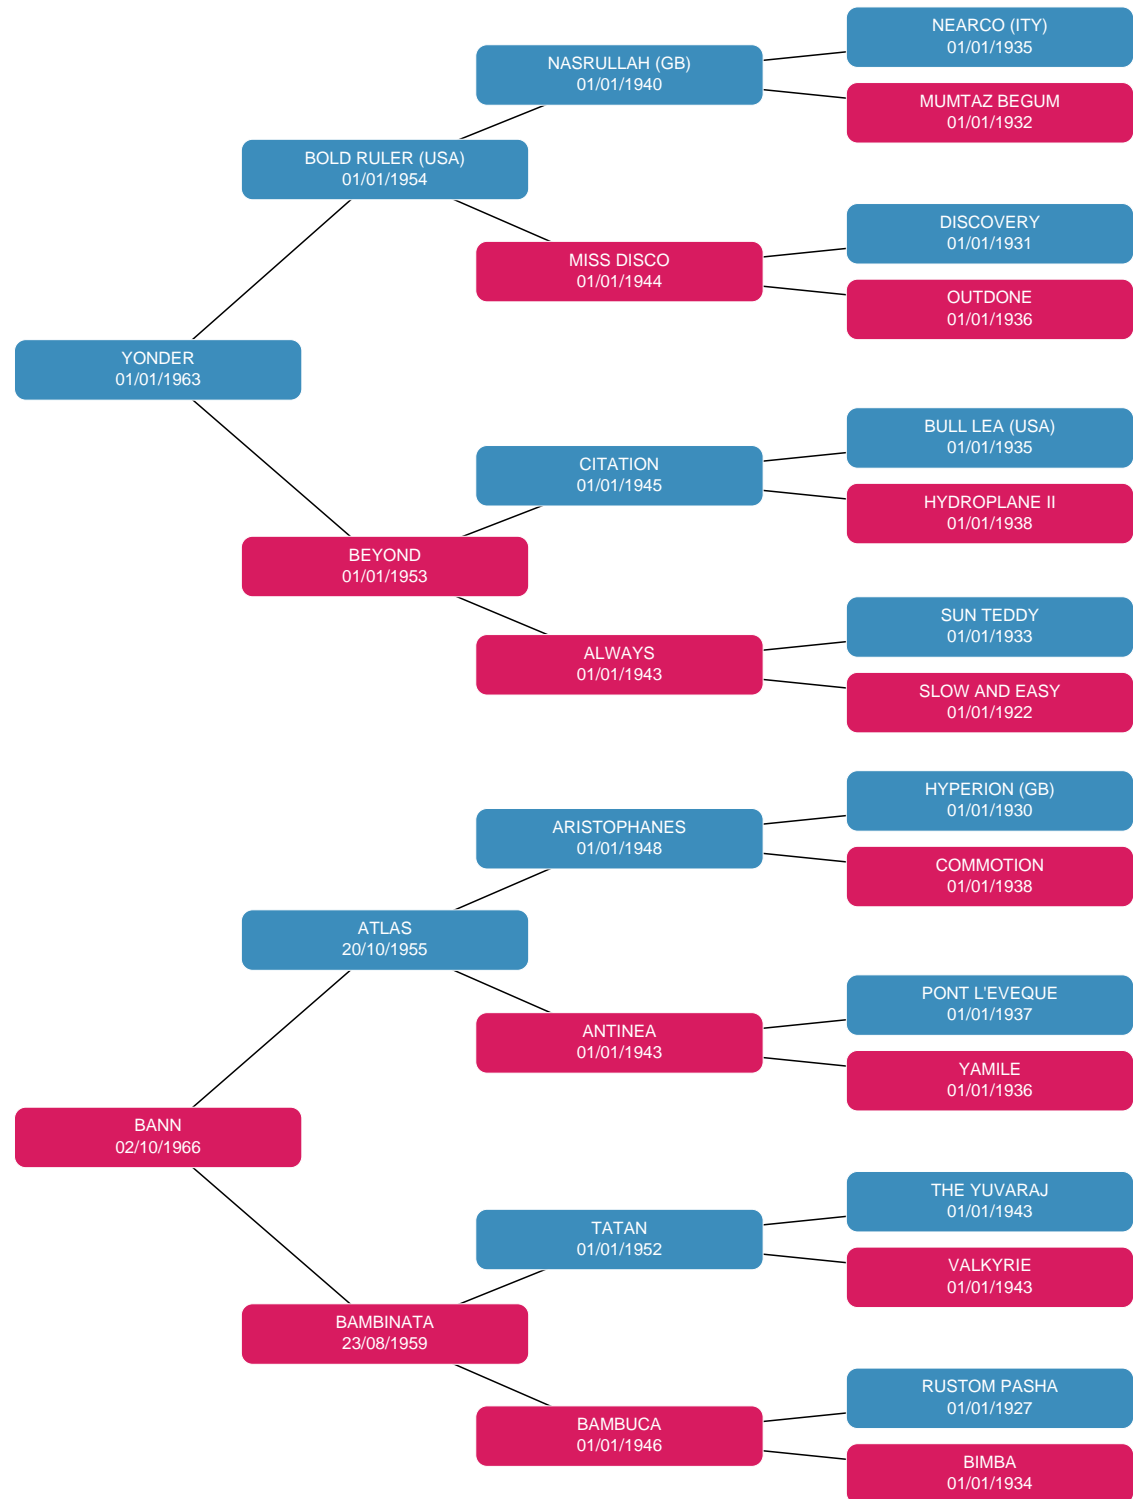 NEARCO (ITY)
01/01/1935
NASRULLAH (GB)
01/01/1940
MUMTAZ BEGUM
01/01/1932
BOLD RULER (USA)
01/01/1954
DISCOVERY
01/01/1931
MISS DISCO
01/01/1944
OUTDONE
01/01/1936
YONDER
01/01/1963
BULL LEA (USA)
01/01/1935
CITATION
01/01/1945
HYDROPLANE II
01/01/1938
BEYOND
01/01/1953
SUN TEDDY
01/01/1933
ALWAYS
01/01/1943
SLOW AND EASY
01/01/1922
HYPERION (GB)
01/01/1930
ARISTOPHANES
01/01/1948
COMMOTION
01/01/1938
ATLAS
20/10/1955
PONT L'EVEQUE
01/01/1937
ANTINEA
01/01/1943
YAMILE
01/01/1936
BANN
02/10/1966
THE YUVARAJ
01/01/1943
TATAN
01/01/1952
VALKYRIE
01/01/1943
BAMBINATA
23/08/1959
RUSTOM PASHA
01/01/1927
BAMBUCA
01/01/1946
BIMBA
01/01/1934